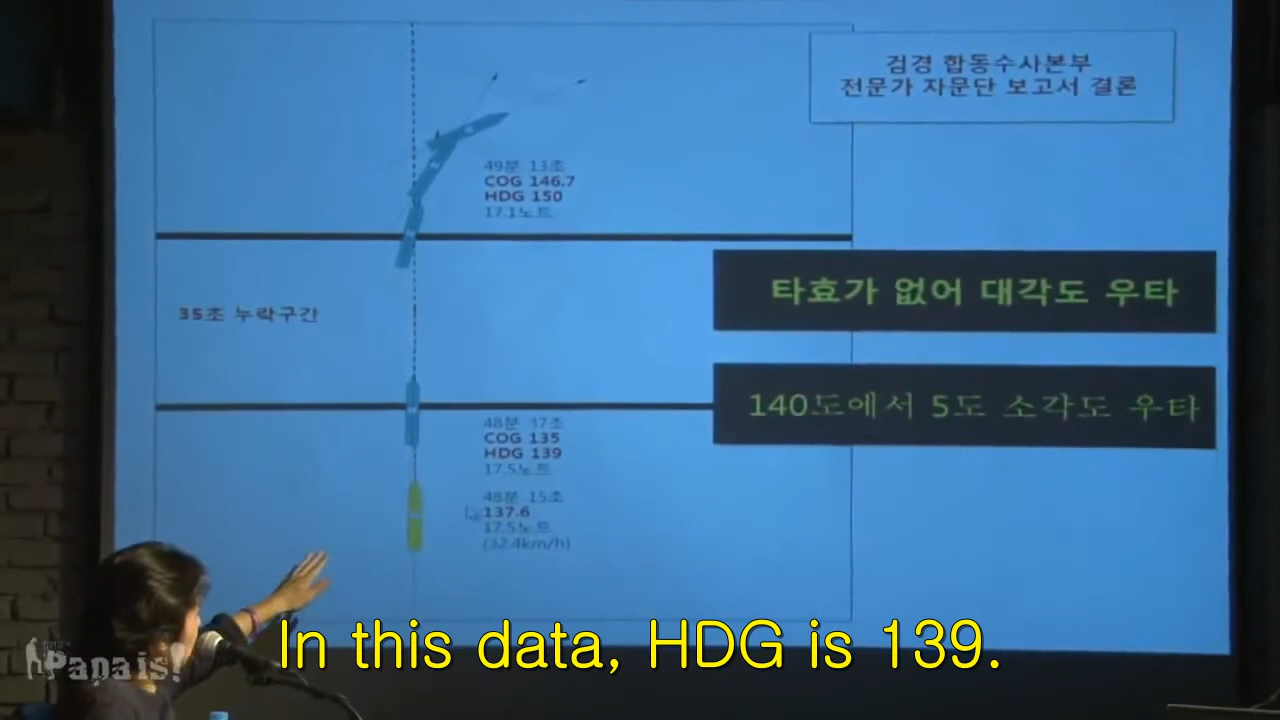 검경 합동수사본부
전문가 자문단 보고서 결론
49분 13초
COG 146.7
HDG 150
17.1노트
타효가 없어 대각도 우타
35초 누락구간
140도에서 5도 소각도 우타
48분 37초
COG 135
HDG 139
17.5노트
48분 15초
137.6
17.5노트
(32.4km/h)
Papa is!
In this data, HDG is 139.